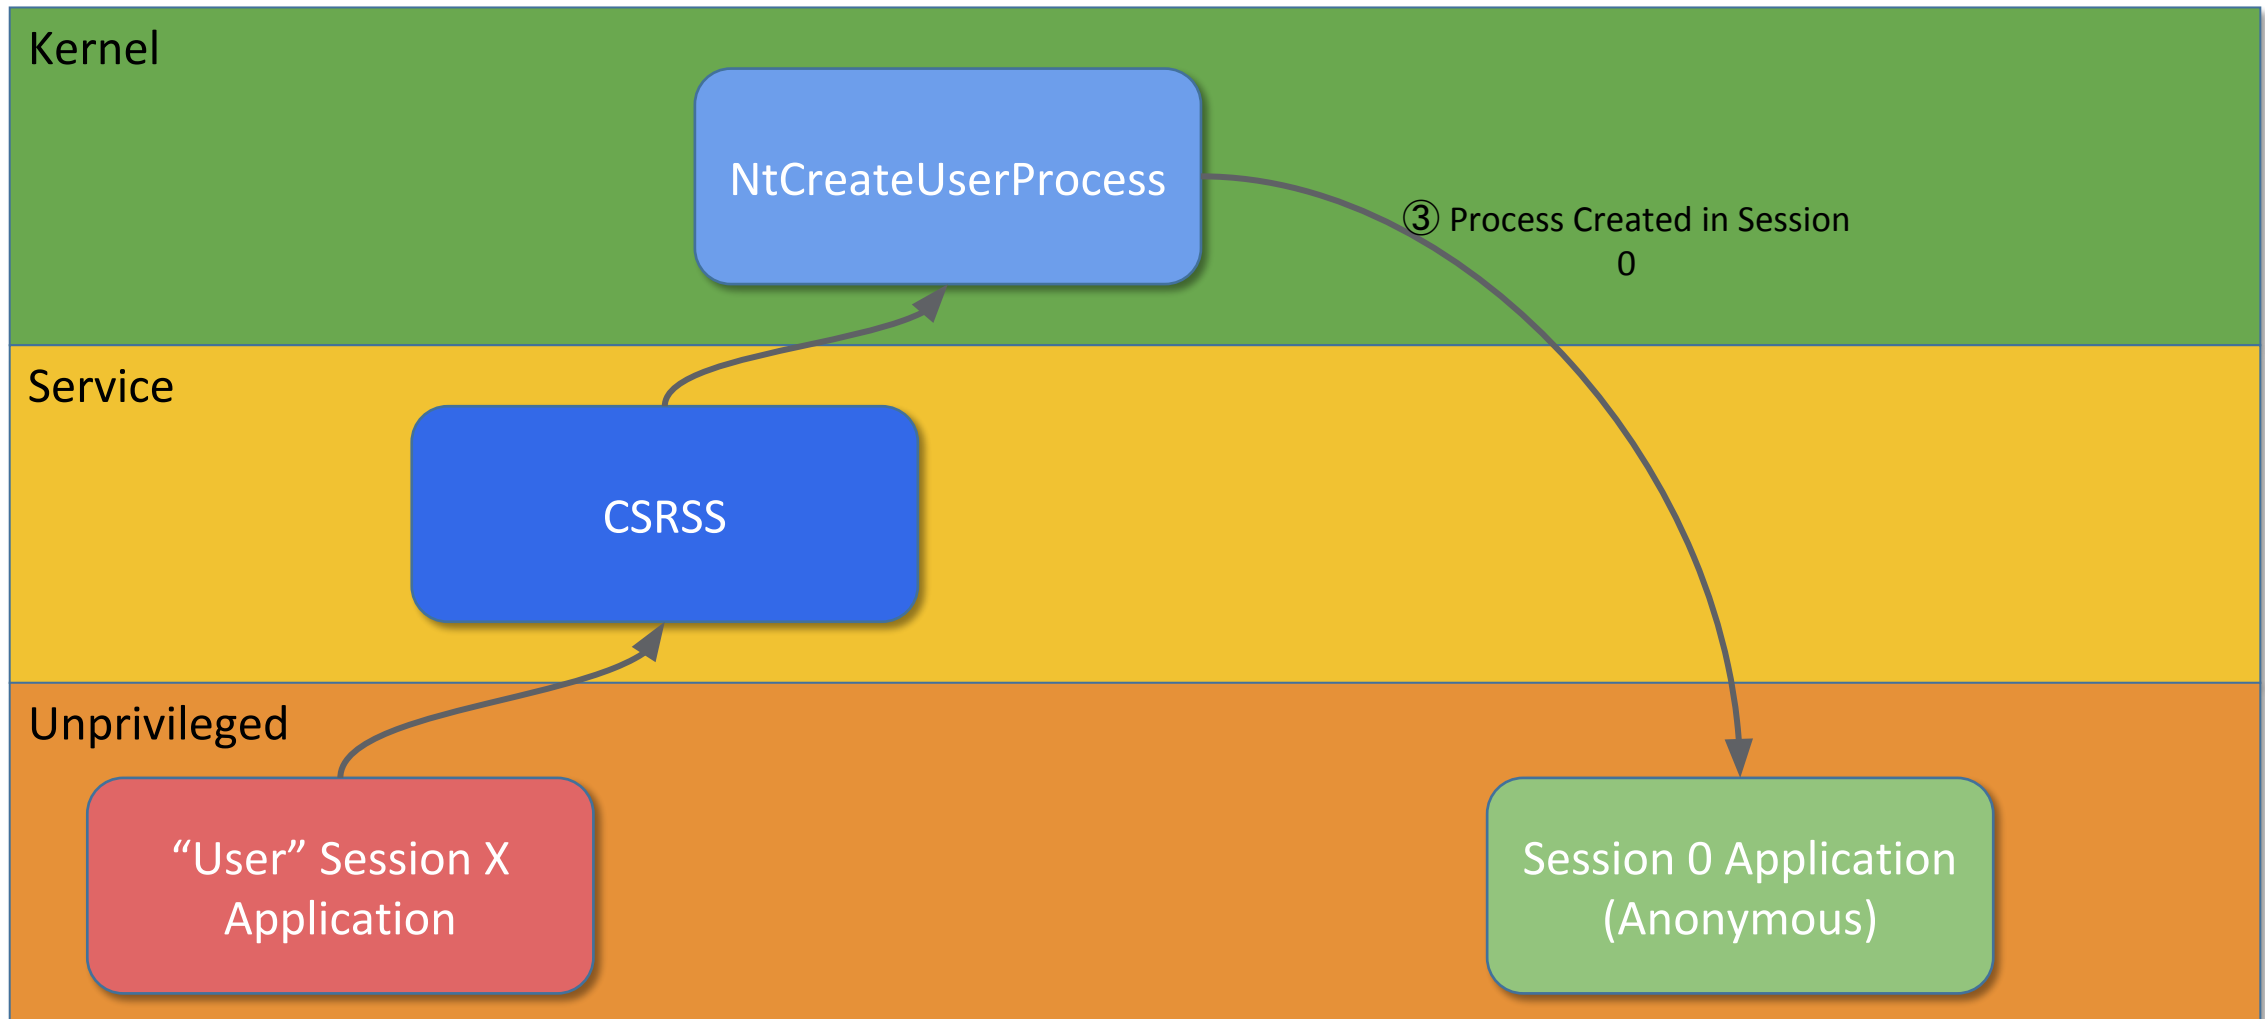 Kernel
NtCreateUserProcess
③ Process Created in Session
0
Service
CSRSS
Unprivileged
“User” Session X
Application
Session 0 Application
(Anonymous)